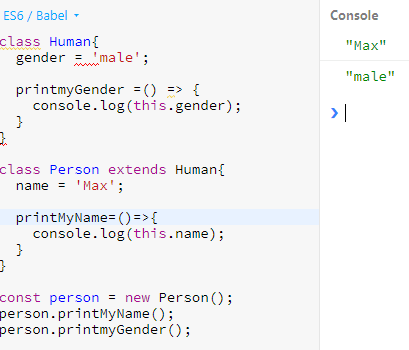 ES6 / Babel
class Human{
  gender = 'male';

  printmyGender =() => {
    console.log(this.gender);
  }
}

class Person extends Human{
  name = 'Max';

  printMyName=()=>{
    console.log(this.name);
  }
}

const person = new Person();
person.printMyName();
person.printmyGender();
Console
"Max"
"male"